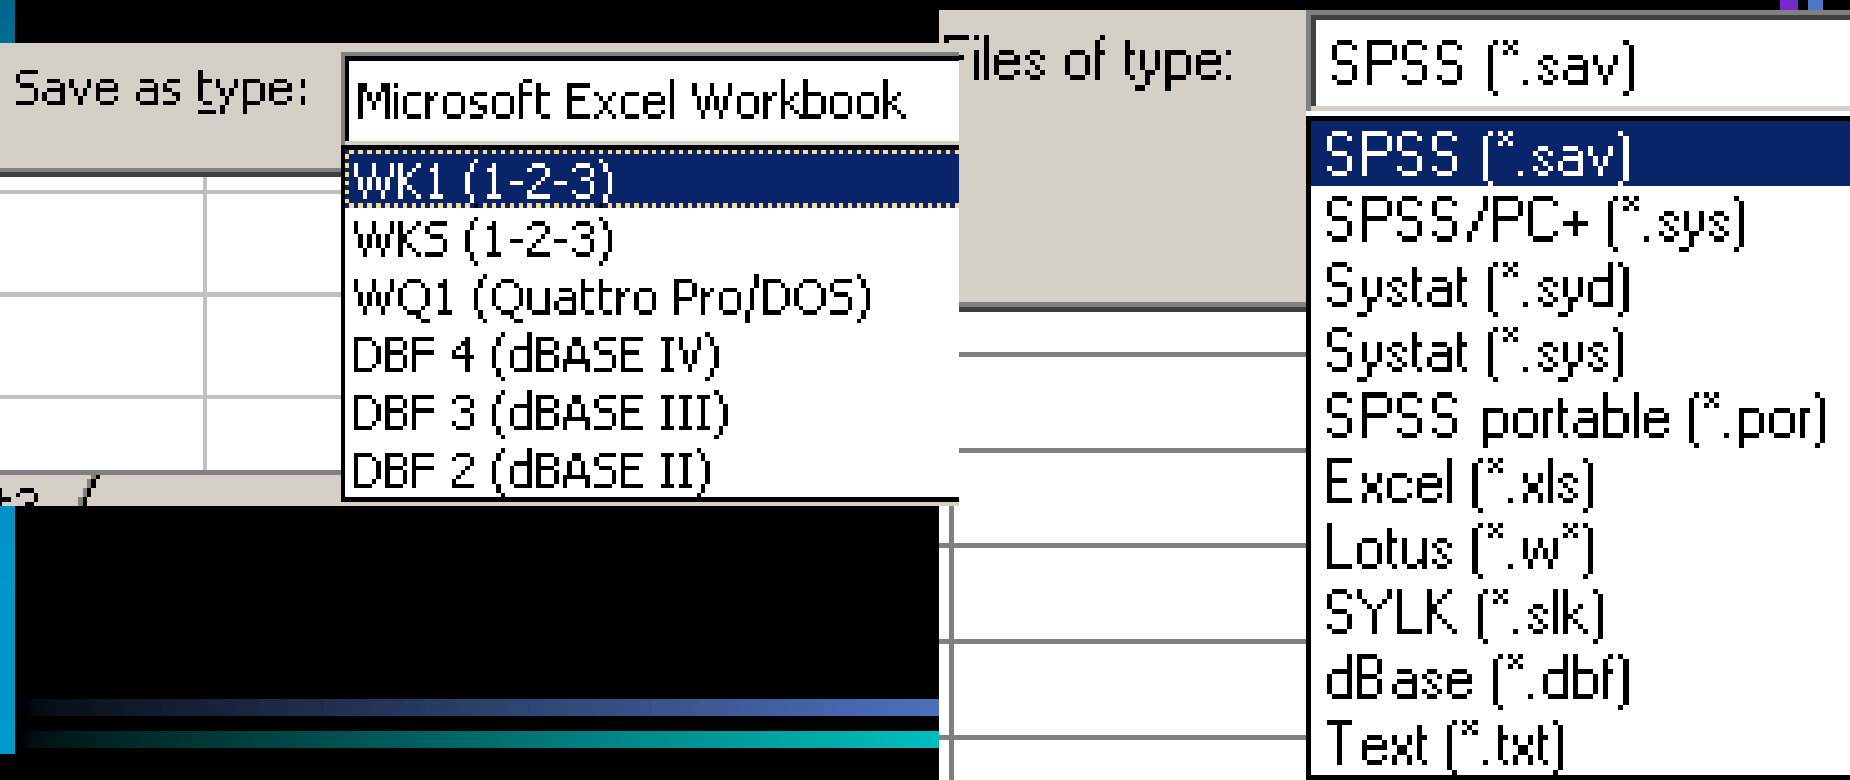 Save as type:
Microsoft Excel Workbook
WK1 (1-2-3)
WKS (1-2-3)
WQ1 (Quattro Pro/DOS)
DBF 4 (dBASE IV)
DBF 3 (dBASE III)
DBF 2 (dBASE II)
Files of type:
SPSS (*.sav)
SPSS (*.sav)
SPSS/PC+ (*.sys)
Systat (*.syd)
Systat (*.sys)
SPSS portable (*.por)
Excel (*.xls)
Lotus (*.w*)
SYLK (*.slk)
dBase (*.dbf)
Text (*.txt)